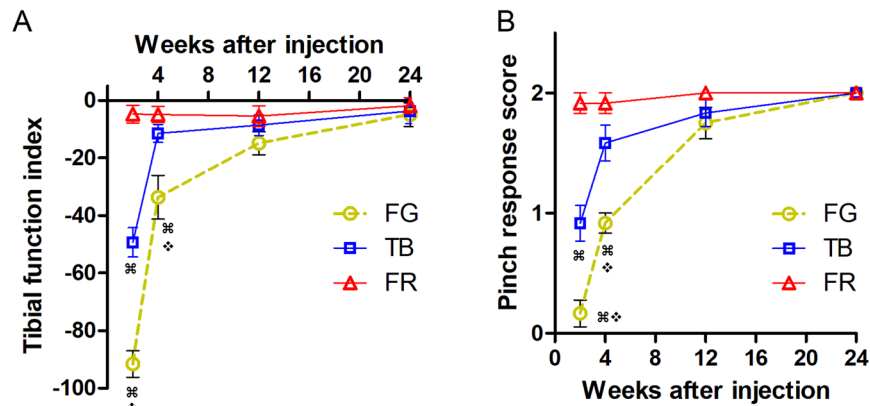 A
Weeks after injection
4 8 12 16 20 24
0
-20
-40
-60
-80
-100
Tibial function index
FG
TB
FR
⌘
❖
⌘
⌘
❖
B
Pinch response score
2
1
0
FG
TB
FR
⌘
⌘
❖
⌘❖
0 4 8 12 16 20 24
Weeks after injection